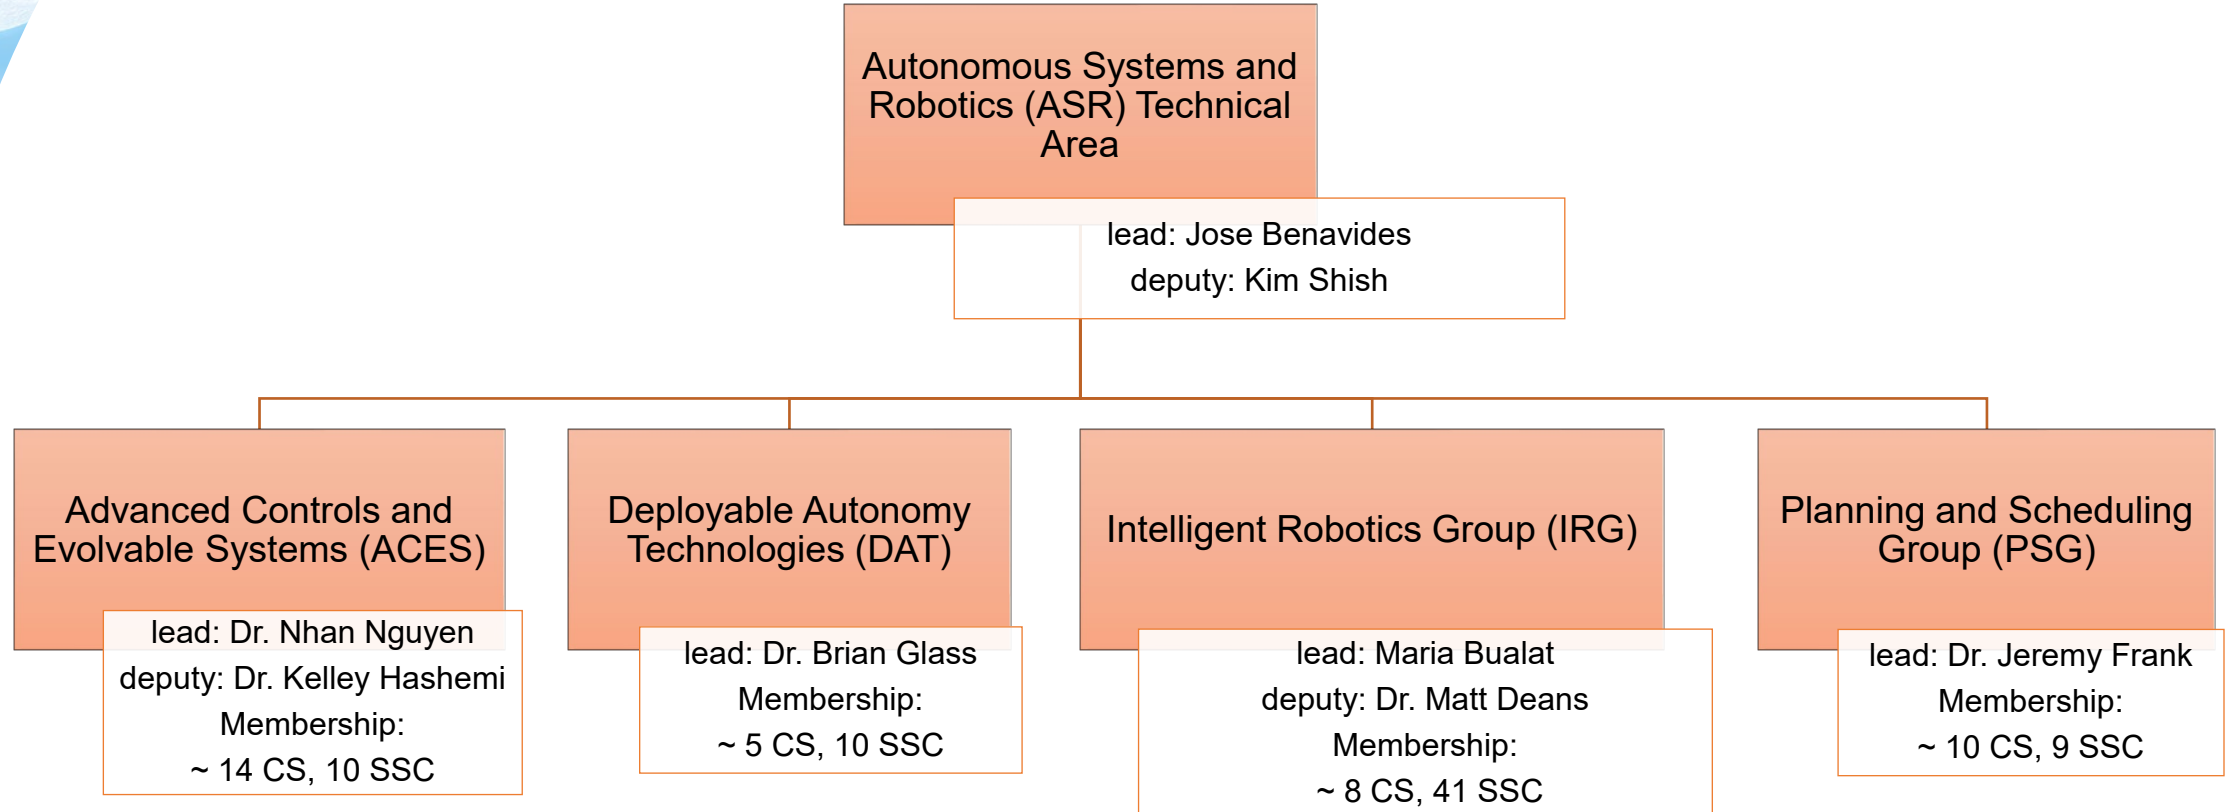 Autonomous Systems and
Robotics (ASR) Technical
Area
lead: Jose Benavides
deputy: Kim Shish
Advanced Controls and
Evolvable Systems (ACES)
lead: Dr. Nhan Nguyen
deputy: Dr. Kelley Hashemi
Membership:
~ 14 CS, 10 SSC
Deployable Autonomy
Technologies (DAT)
lead: Dr. Brian Glass
Membership:
~ 5 CS, 10 SSC
Intelligent Robotics Group (IRG)
lead: Maria Bualat
deputy: Dr. Matt Deans
Membership:
~ 8 CS, 41 SSC
Planning and Scheduling
Group (PSG)
lead: Dr. Jeremy Frank
Membership:
~ 10 CS, 9 SSC